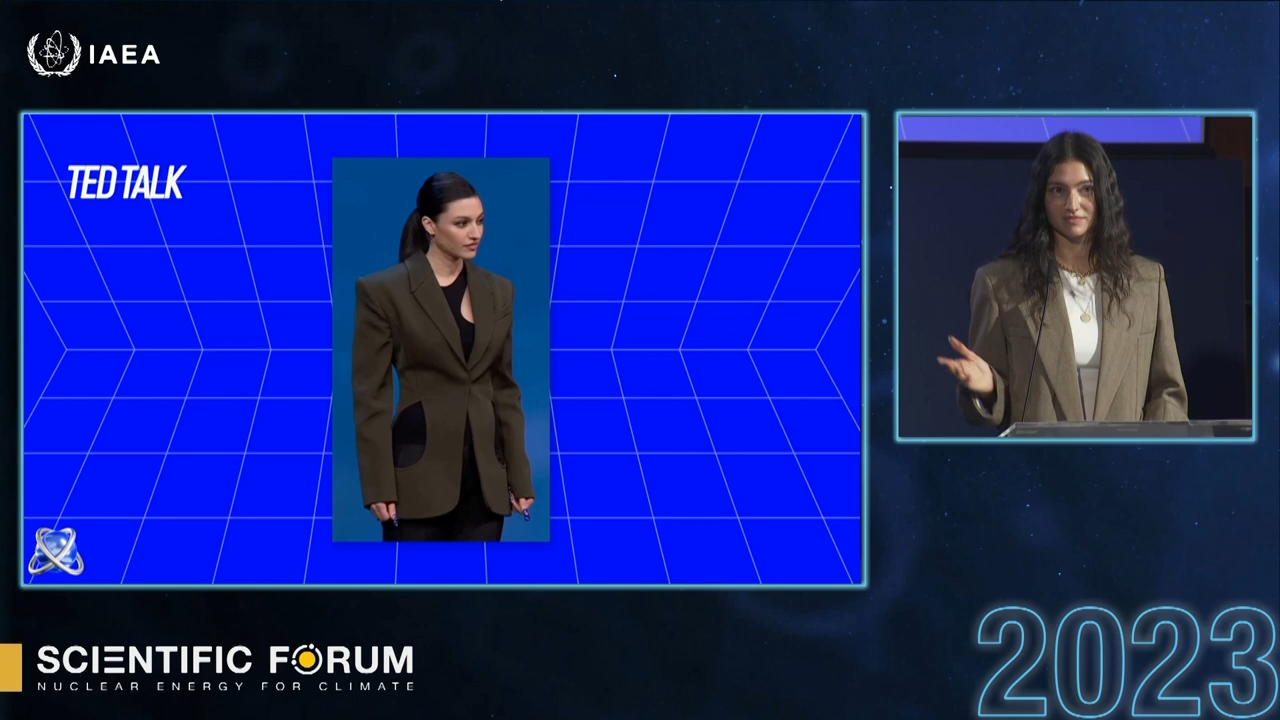 IAEA
TED TALK
SCIENTIFIC FORUM
NUCLEAR ENERGY FOR CLIMATE
2023